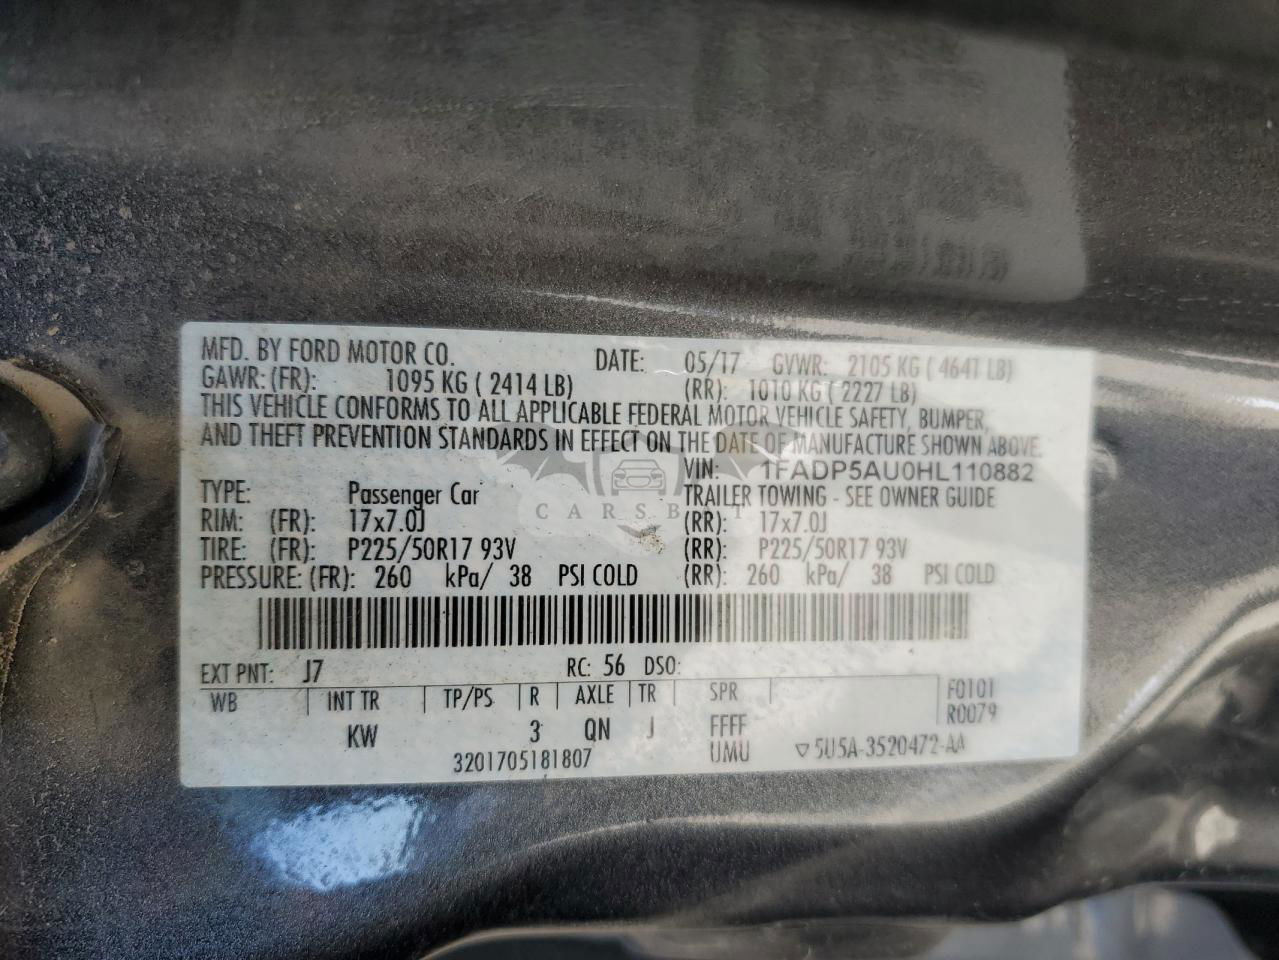 MFD. BY FORD MOTOR CO. DATE: 05/17 GVWR: 2105 KG ( 4641 LB)
GAWR: (FR): 1095 KG ( 2414 LB) (RR): 1010 KG ( 2227 LB)
THIS VEHICLE CONFORMS TO ALL APPLICABLE FEDERAL MOTOR VEHICLE SAFETY, BUMPER,
AND THEFT PREVENTION STANDARDS IN EFFECT ON THE DATE OF MANUFACTURE SHOWN ABOVE.
VIN: 1FADP5AU0HL110882
TYPE: Passenger Car TRAILER TOWING - SEE OWNER GUIDE
RIM: (FR): 17x7.0J (RR): 17x7.0J
TIRE: (FR): P225/50R17 93V (RR): P225/50R17 93V
PRESSURE: (FR): 260 kPa/ 38 PSI COLD (RR): 260 kPa/ 38 PSI COLD
EXT PNT: J7 RC: 56 DSO:
WB INT TR TP/PS R AXLE TR SPR F0101
R0079
KW 3 QN J FFFF
3201705181807 UMU 5U5A-3520472-AA
CARSBAT